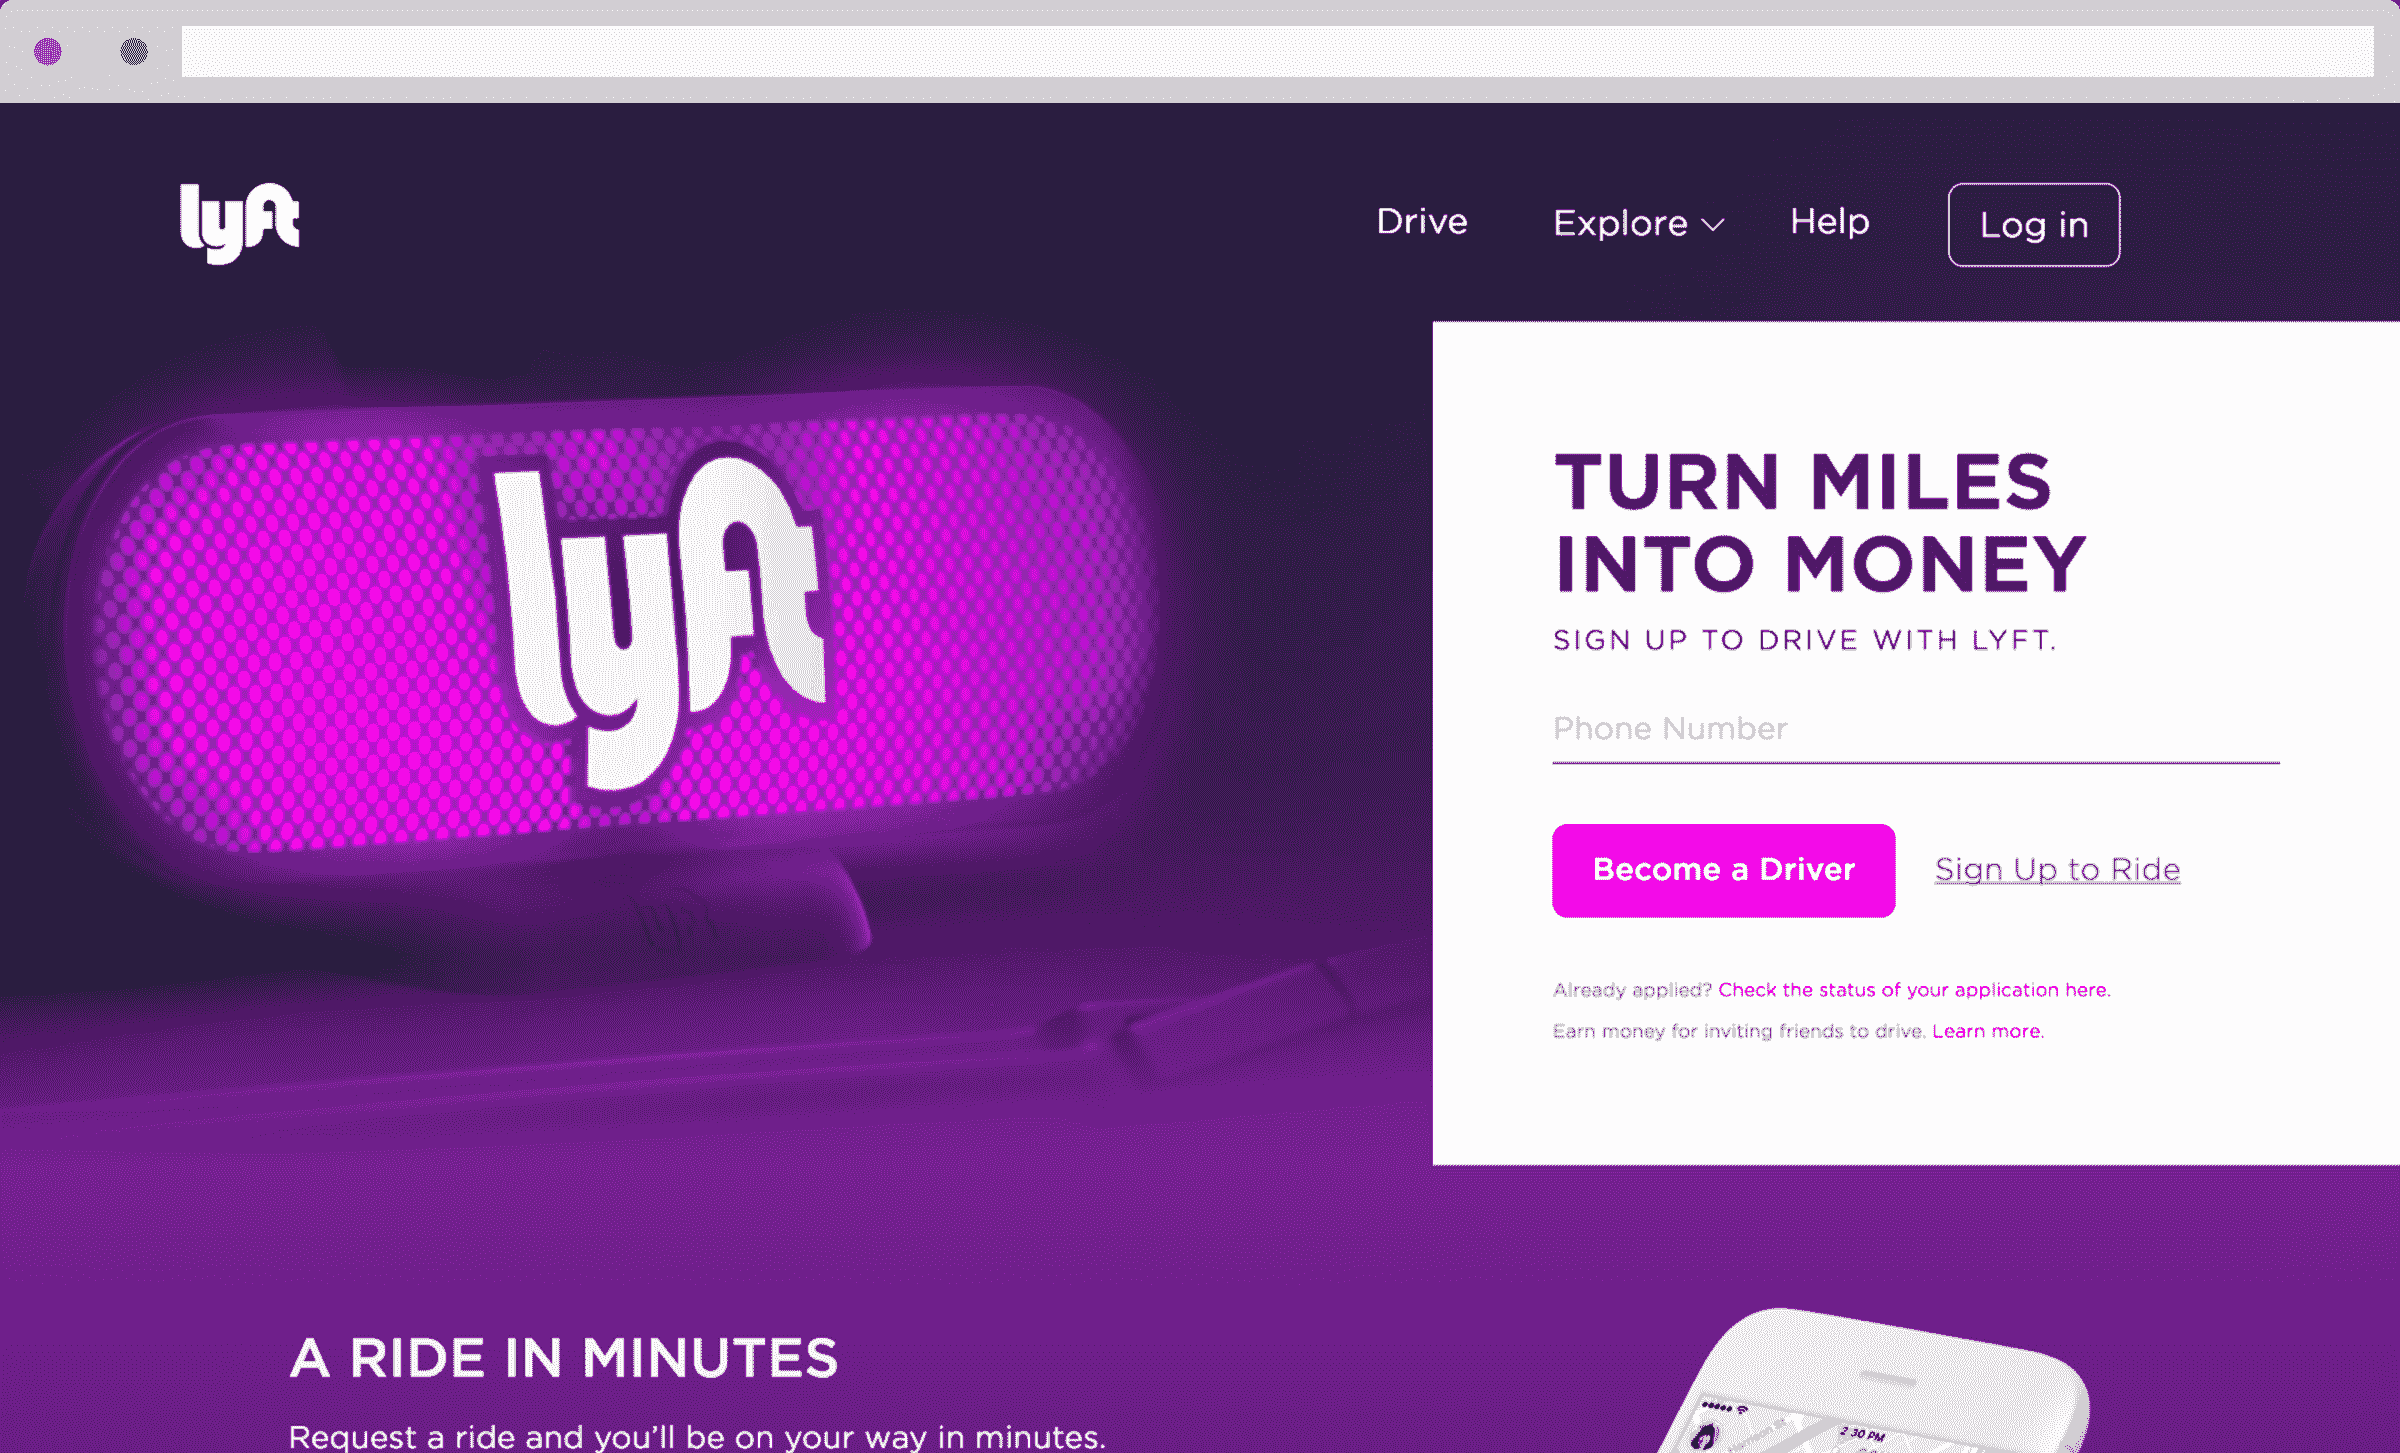 lyft
Drive
Explore
Help
Log in
lyft
TURN MILES
INTO MONEY
SIGN UP TO DRIVE WITH LYFT.
Phone Number
Become a Driver
Sign Up to Ride
Already applied? Check the status of your application here.
Earn money for inviting friends to drive. Learn more.
A RIDE IN MINUTES
Request a ride and you'll be on your way in minutes.
2 30 PM